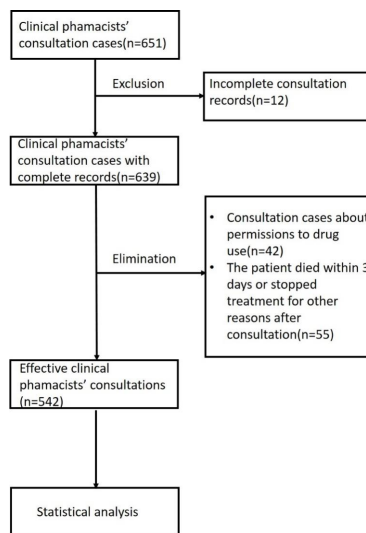 Clinical phamacists'
consultation cases(n=651)
Exclusion
Incomplete consultation
records(n=12)
Clinical phamacists'
consultation cases with
complete records(n=639)
• Consultation cases about
permissions to drug
use(n=42)
• The patient died within 3
days or stopped
treatment for other
reasons after
consultation(n=55)
Elimination
Effective clinical
phamacists' consultations
(n=542)
Statistical analysis